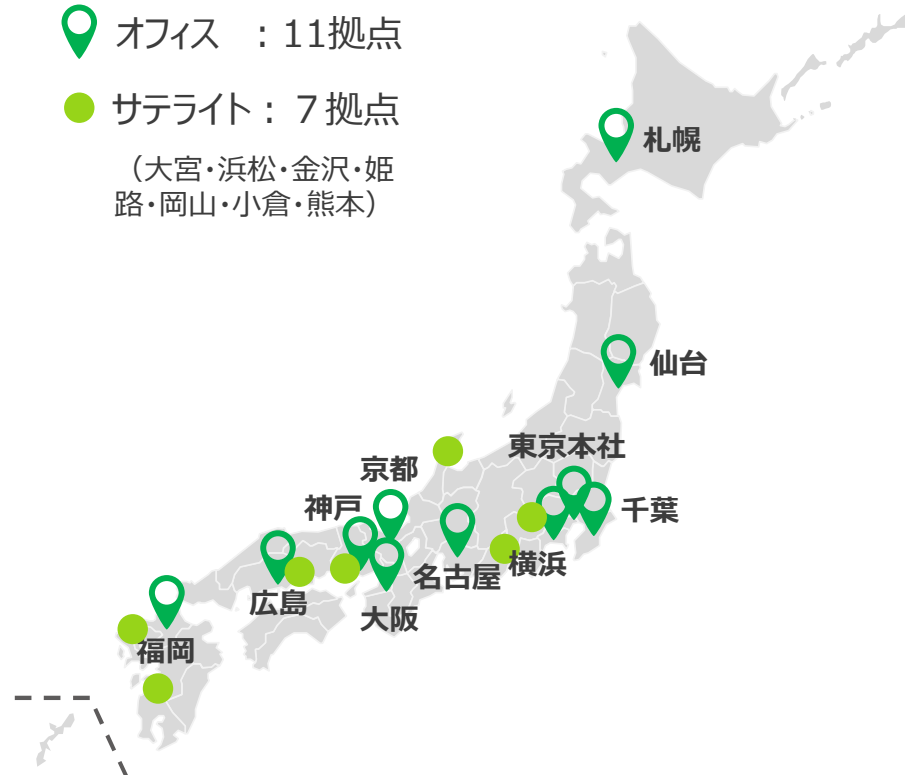 オフィス ：11拠点
サテライト：７拠点
（大宮・浜松・金沢・姫
路・岡山・小倉・熊本）
札幌
仙台
東京本社
京都
神戸
千葉
横浜
名古屋
広島
大阪
福岡